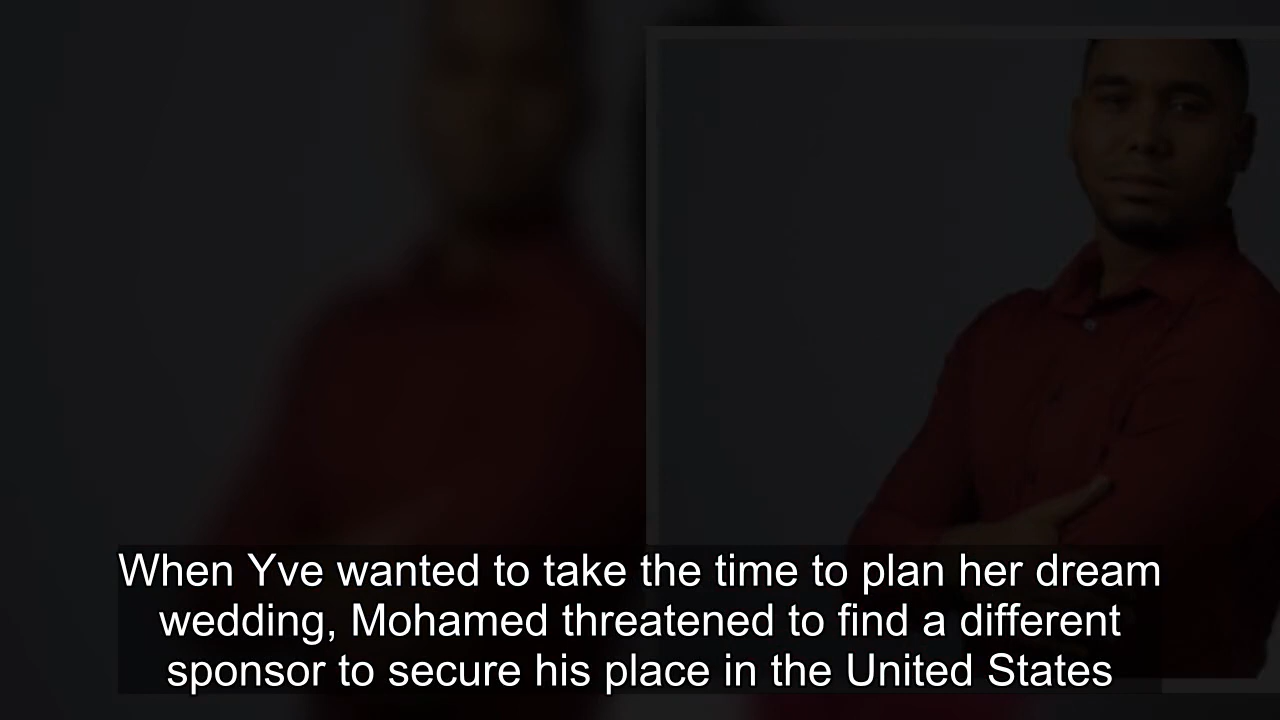 When Yve wanted to take the time to plan her dream
wedding, Mohamed threatened to find a different
sponsor to secure his place in the United States